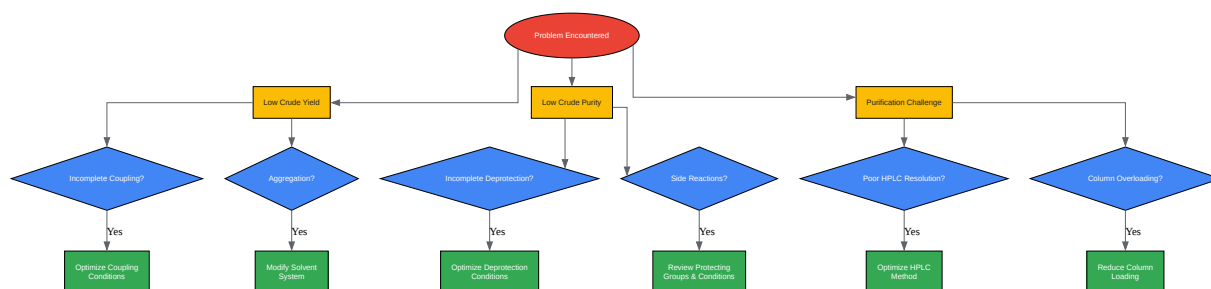 Problem Encountered
Low Crude Yield
Low Crude Purity
Purification Challenge
Incomplete Coupling?
Aggregation?
Incomplete Deprotection?
Side Reactions?
Poor HPLC Resolution?
Column Overloading?
Yes
Yes
Yes
Yes
Yes
Yes
Optimize Coupling
Conditions
Modify Solvent
System
Optimize Deprotection
Conditions
Review Protecting
Groups & Conditions
Optimize HPLC
Method
Reduce Column
Loading